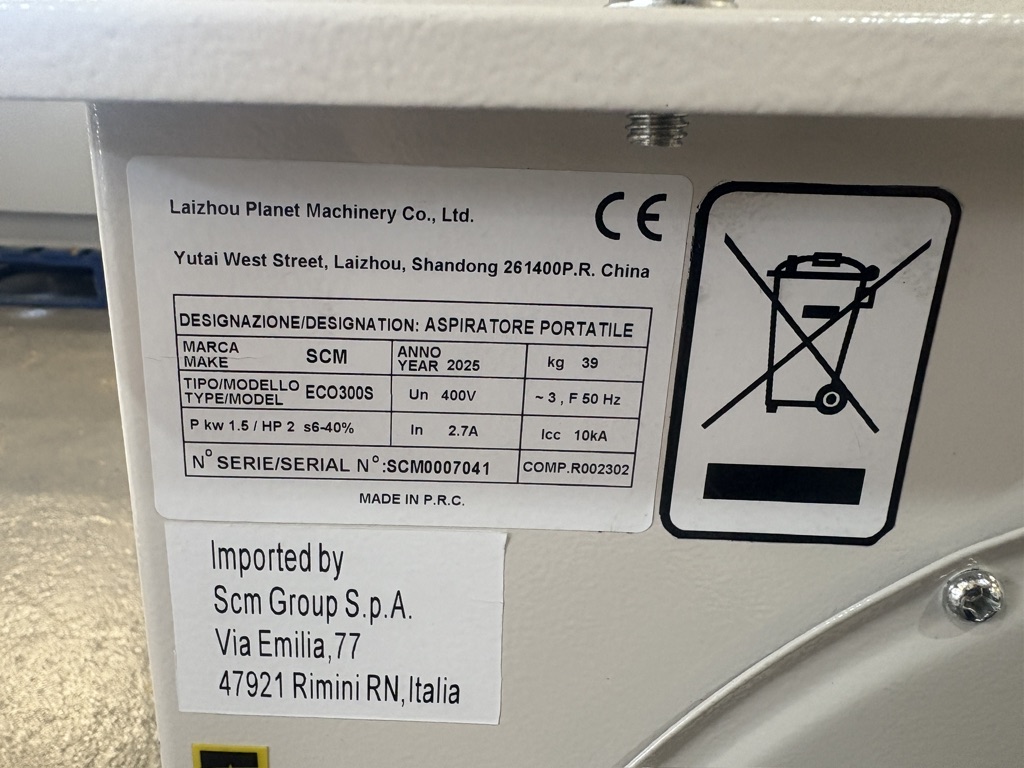 Laizhou Planet Machinery Co., Ltd.
CE
Yutai West Street, Laizhou, Shandong 261400P.R. China
DESIGNAZIONE/DESIGNATION: ASPIRATORE PORTATILE
MARCA
MAKE
SCM
ANNO
YEAR 2025
kg 39
TIPO/MODELLO
TYPE/MODEL
ECO300S
Un 400V
~ 3 , F 50 Hz
P kw 1.5 / HP 2 s6-40%
In 2.7A
Icc 10kA
N° SERIE/SERIAL N°:SCM0007041
COMP.R002302
MADE IN P.R.C.
Imported by
Scm Group S.p.A.
Via Emilia,77
47921 Rimini RN,Italia